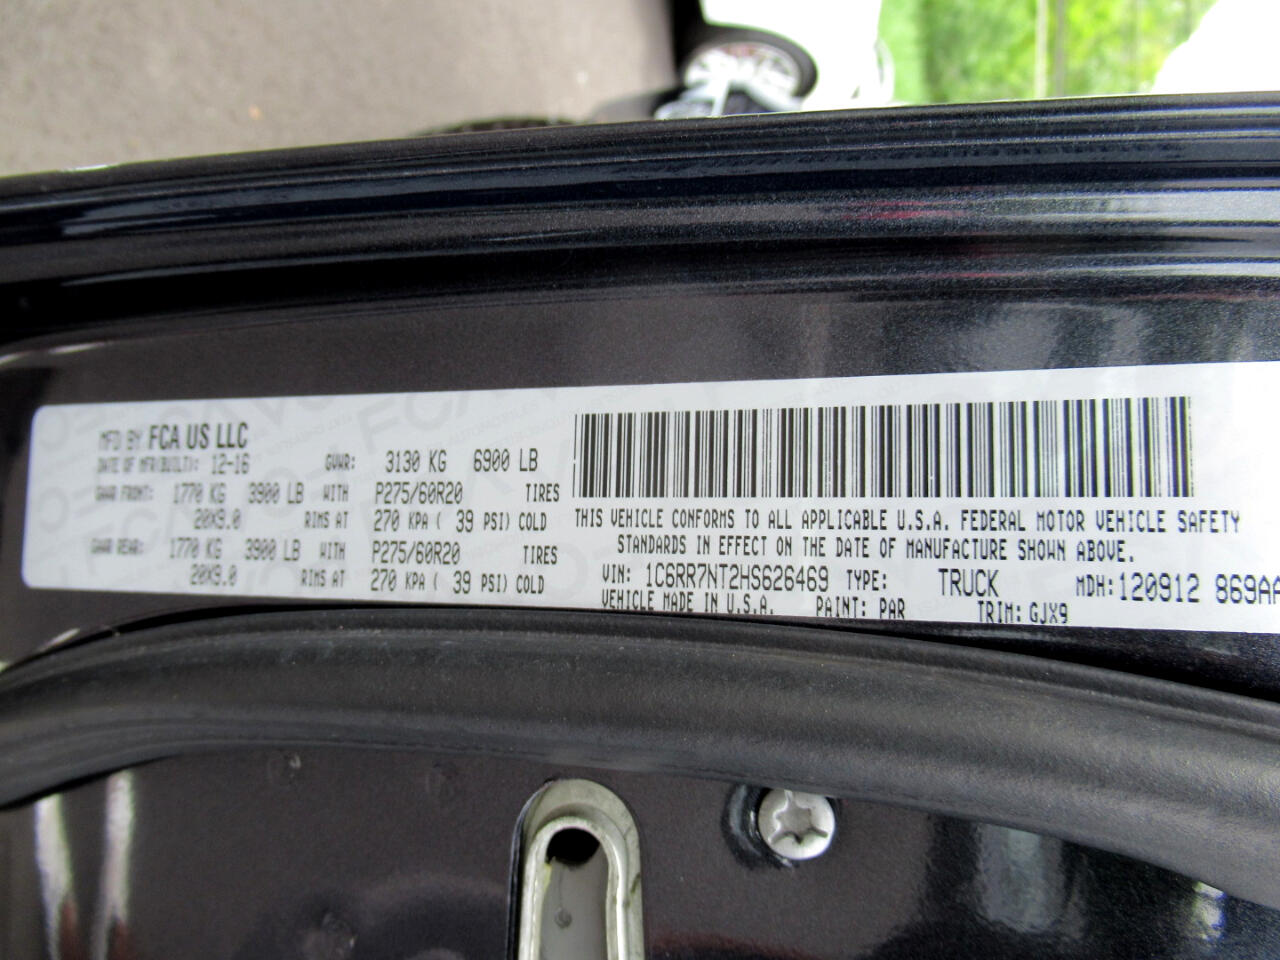 MFD BY FCA US LLC
DATE OF MFR(BUILT): 12-16 GVWR: 3130 KG 6900 LB
GAWR FRONT: 1770 KG 3900 LB WITH P275/60R20 TIRES
20X9.0 RIMS AT 270 KPA ( 39 PSI) COLD
GAWR REAR: 1770 KG 3900 LB WITH P275/60R20 TIRES
20X9.0 RIMS AT 270 KPA ( 39 PSI) COLD
THIS VEHICLE CONFORMS TO ALL APPLICABLE U.S.A. FEDERAL MOTOR VEHICLE SAFETY
STANDARDS IN EFFECT ON THE DATE OF MANUFACTURE SHOWN ABOVE.
VIN: 1C6RR7NT2HS626469 TYPE: TRUCK MDH: 120912 869AA
VEHICLE MADE IN U.S.A. PAINT: PAR TRIM: GJX9